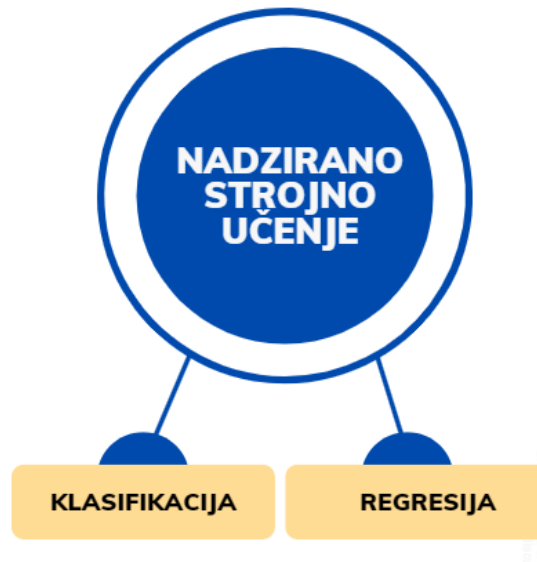 NADZIRANO
STROJNO
UČENJE
KLASIFIKACIJA
REGRESIJA